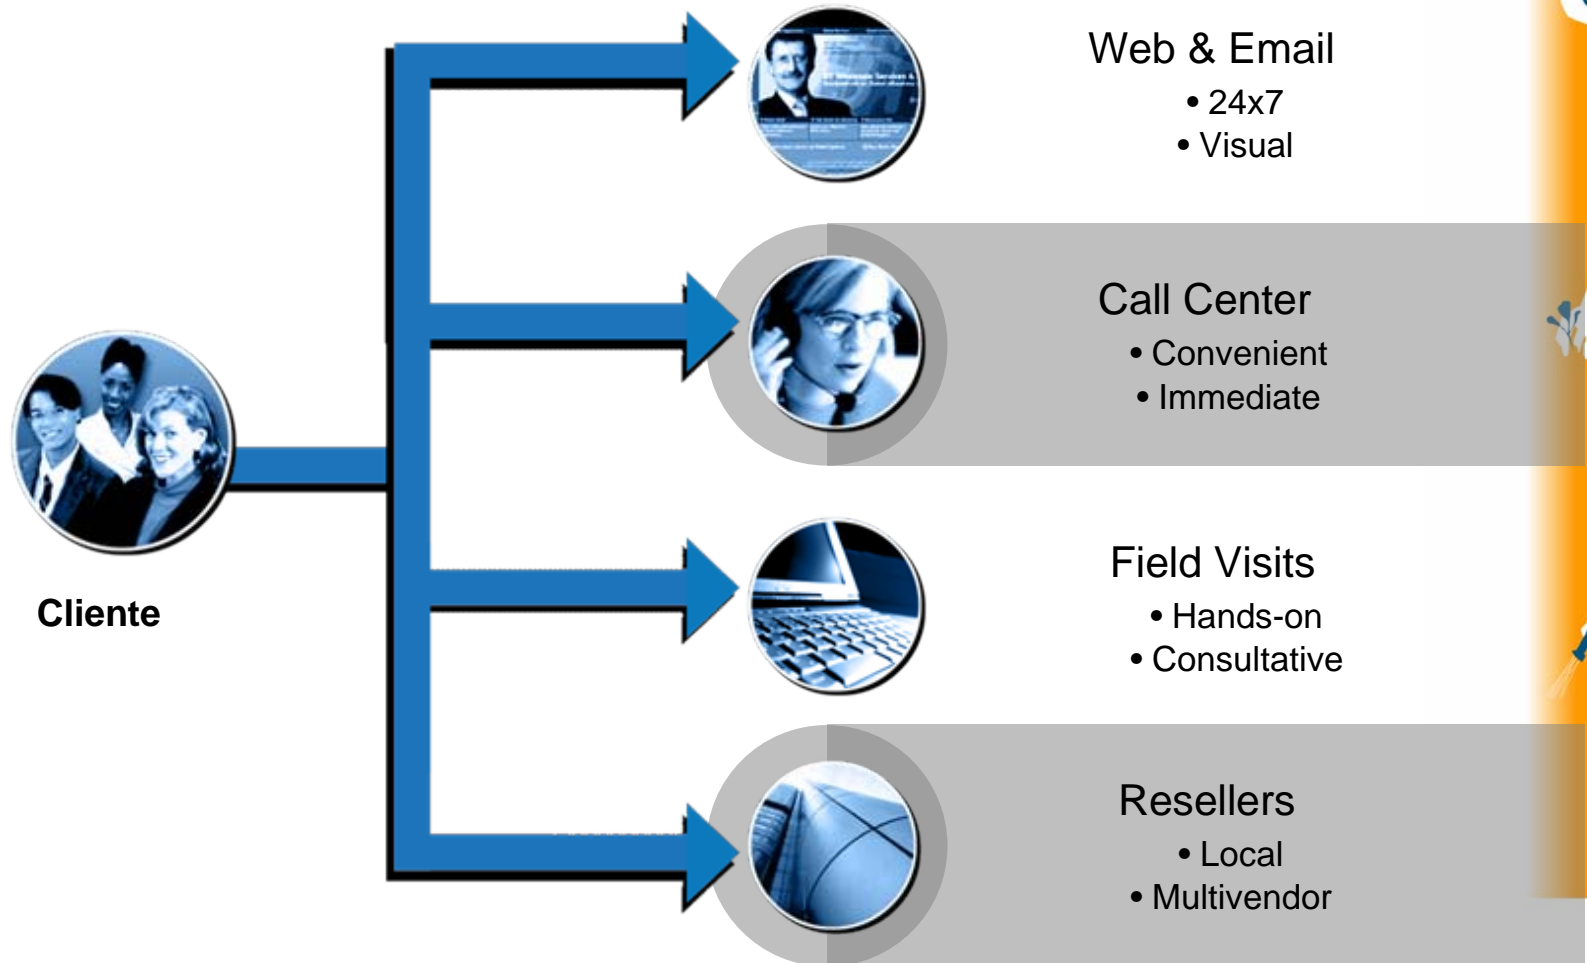 Web & Email
• 24x7
• Visual
Call Center
• Convenient
• Immediate
Cliente
Field Visits
• Hands-on
• Consultative
Resellers
• Local
• Multivendor